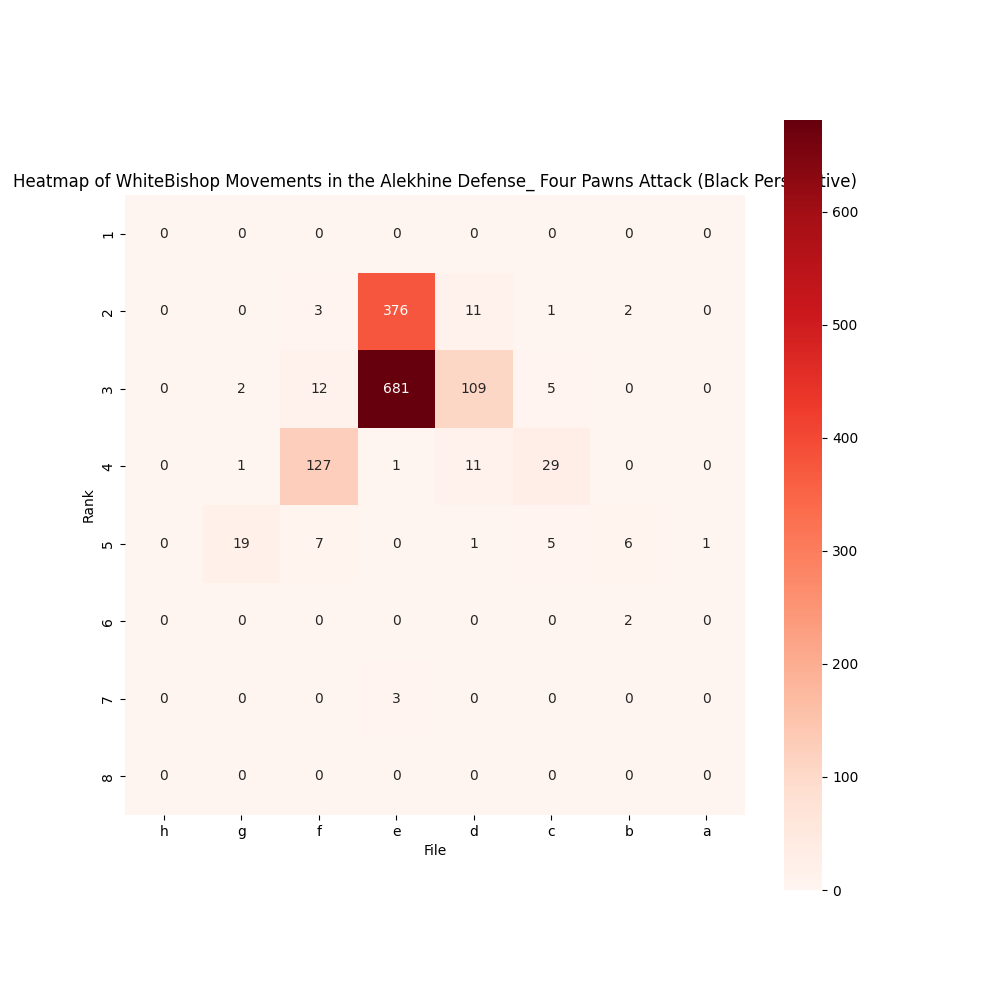 Heatmap of WhiteBishop Movements in the Alekhine Defense_ Four Pawns Attack (Black Pers tive)
1 0 0 0 0 0 0 0 0
2 0 0 3 376 11 1 2 0
3 0 2 12 681 109 5 0 0
4 0 1 127 1 11 29 0 0
5 0 19 7 0 1 5 6 1
6 0 0 0 0 0 0 2 0
7 0 0 0 3 0 0 0 0
8 0 0 0 0 0 0 0 0
Rank
h g f e d c b a
File
600
500
400
300
200
100
0